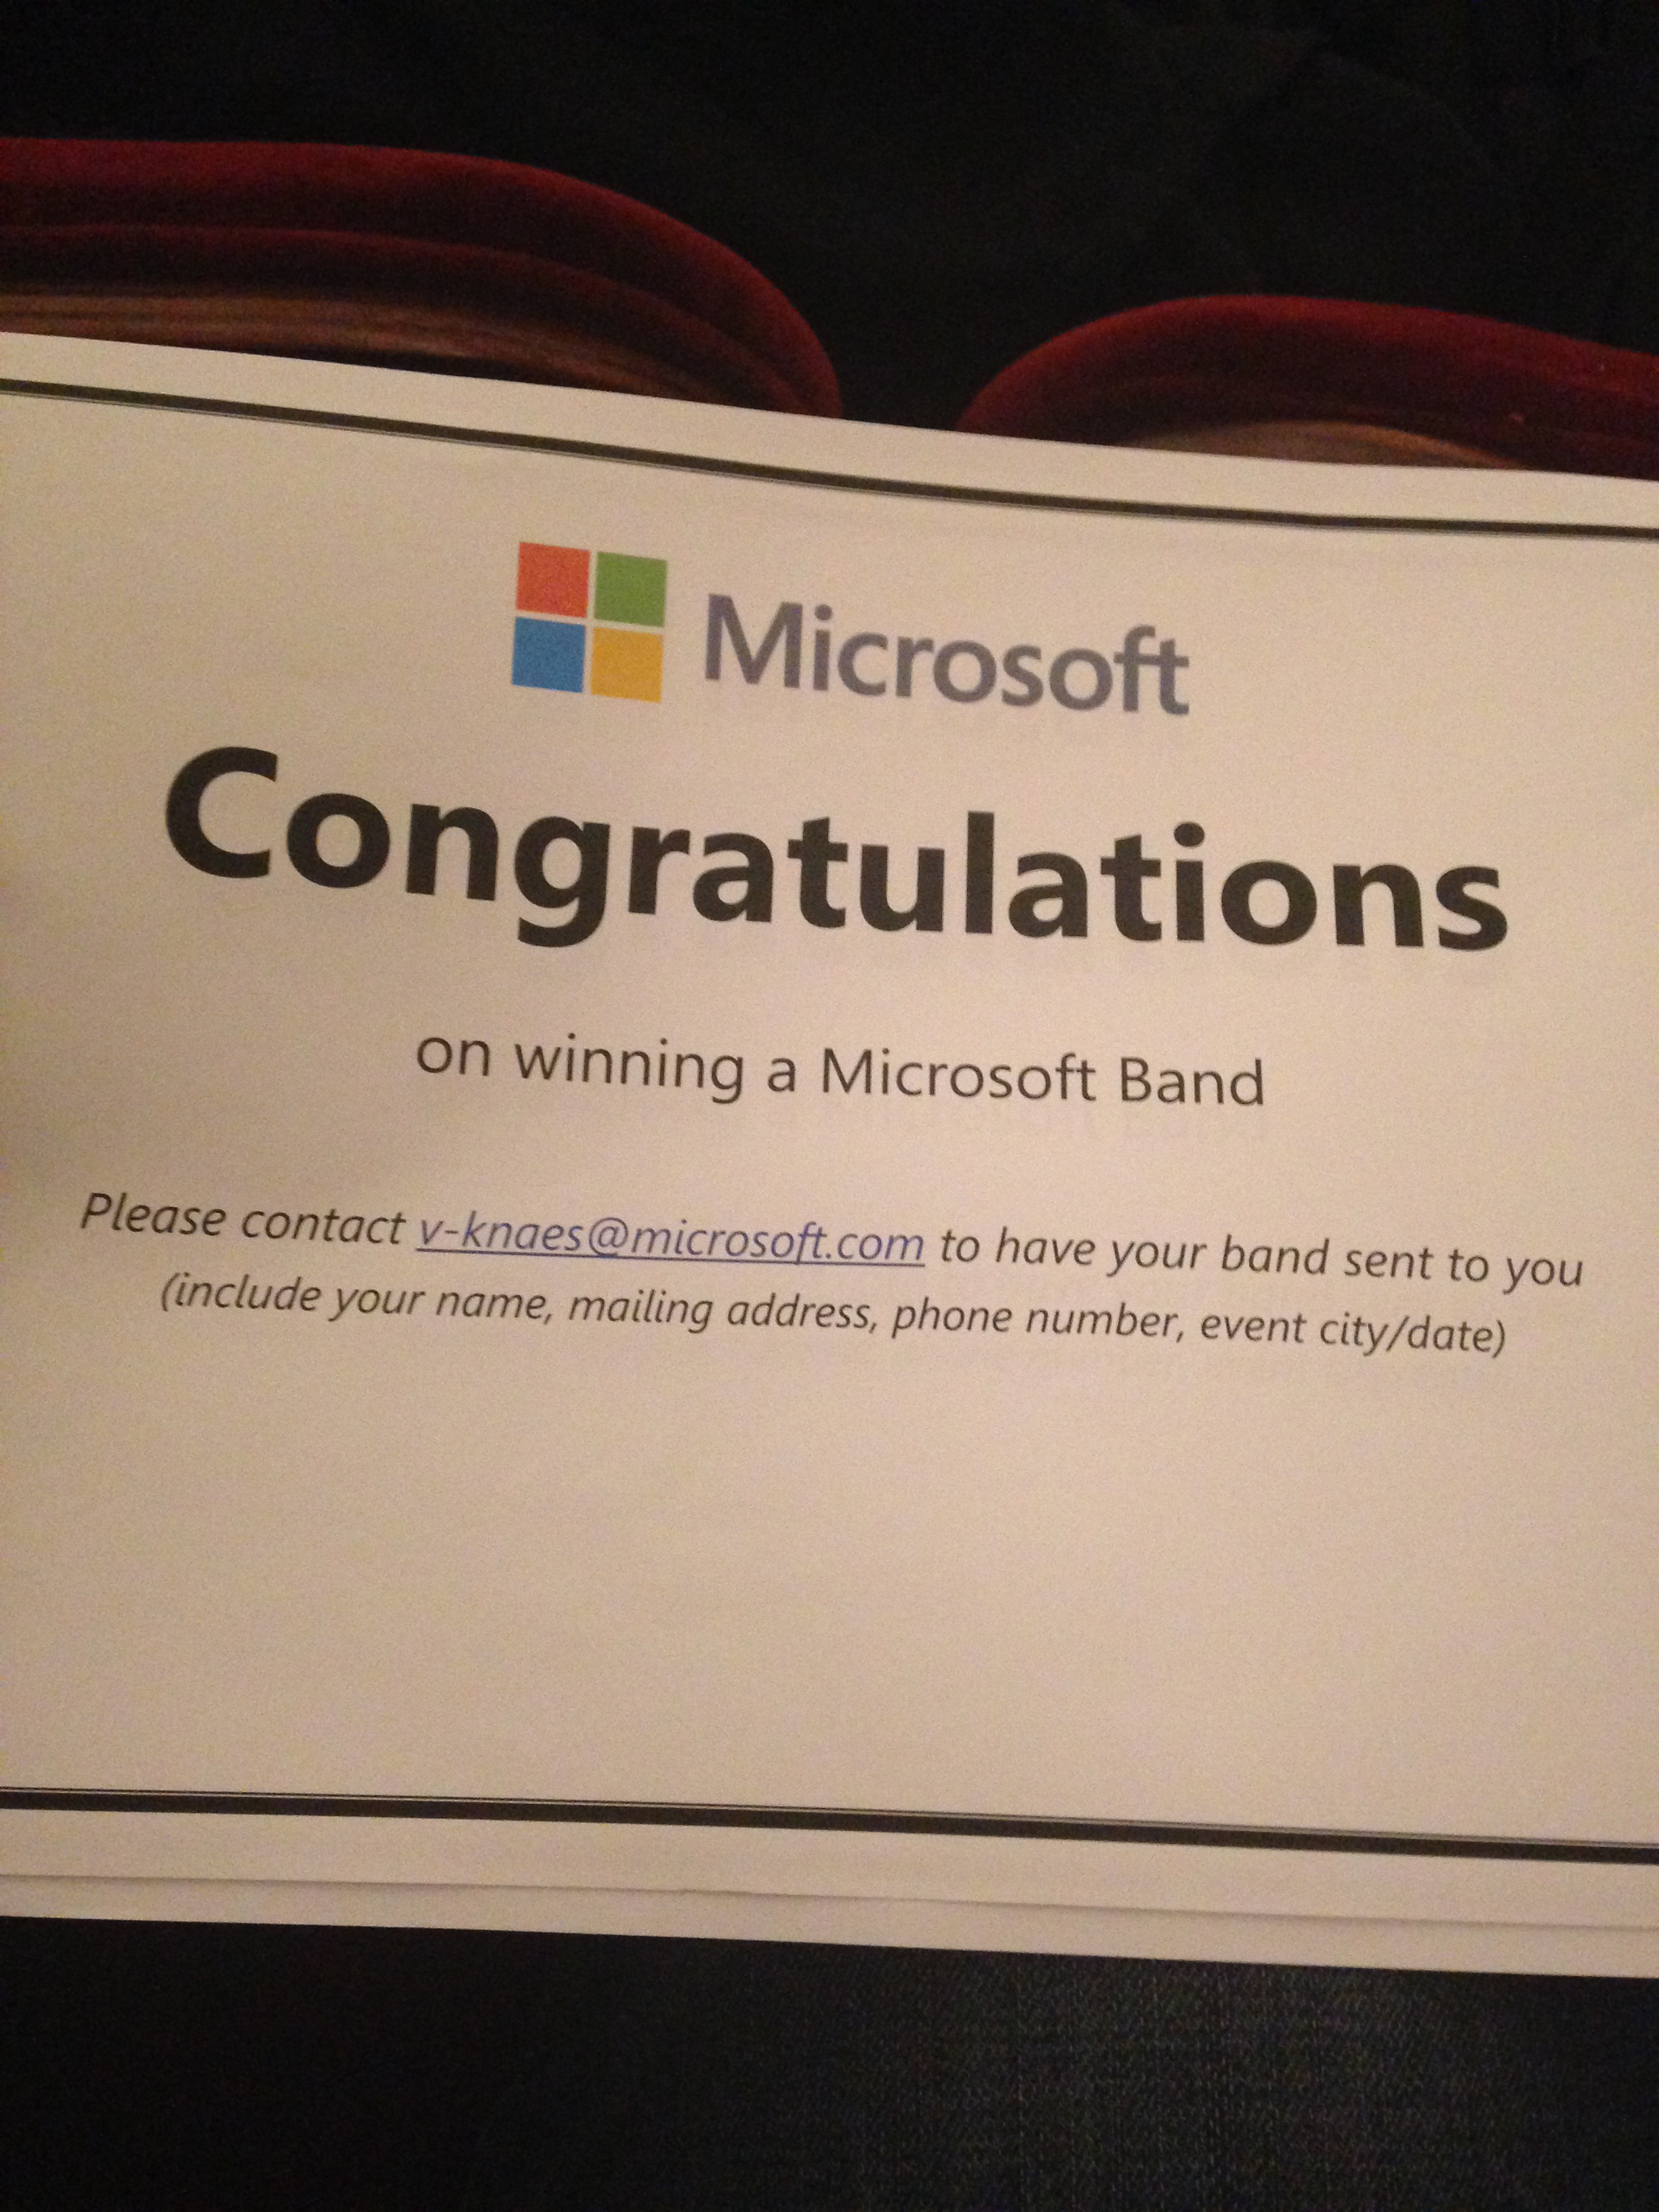 Microsoft
Congratulations
on winning a Microsoft Band
Please contact v-knaes@microsoft.com to have your band sent to you
(include your name, mailing address, phone number, event city/date)